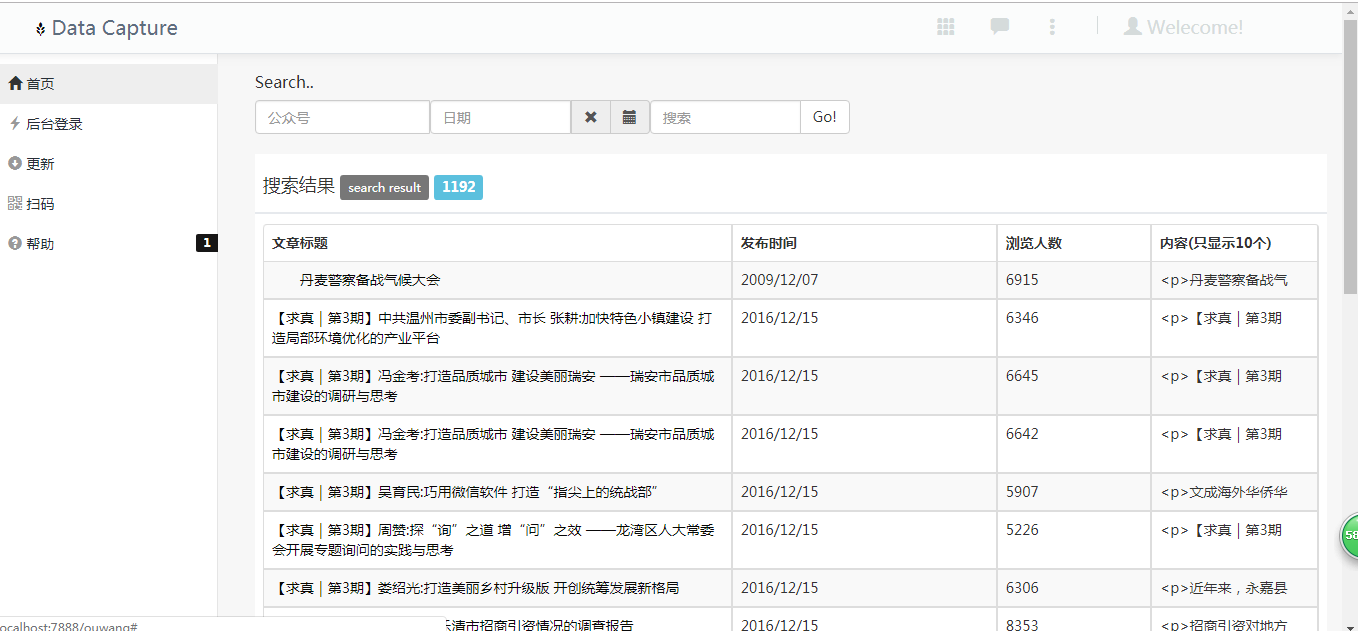 Data Capture
Welecome!
首页
后台登录
更新
扫码
帮助
1
Search..
公众号
日期
搜索
Go!
搜索结果 search result 1192
文章标题 发布时间 浏览人数 内容(只显示10个)
丹麦警察备战气候大会 2009/12/07 6915 <p>丹麦警察备战气
【求真 | 第3期】中共温州市委副书记、市长 张耕:加快特色小镇建设 打 2016/12/15 6346 <p>【求真 | 第3期
造局部环境优化的产业平台
【求真 | 第3期】冯金考:打造品质城市 建设美丽瑞安 ——瑞安市品质城 2016/12/15 6645 <p>【求真 | 第3期
市建设的调研与思考
【求真 | 第3期】冯金考:打造品质城市 建设美丽瑞安 ——瑞安市品质城 2016/12/15 6642 <p>【求真 | 第3期
市建设的调研与思考
【求真 | 第3期】吴育民:巧用微信软件 打造“指尖上的统战部” 2016/12/15 5907 <p>文成海外华侨华
【求真 | 第3期】周赞:探“询”之道 增“问”之效 ——龙湾区人大常委 2016/12/15 5226 <p>【求真 | 第3期
会开展专题询问的实践与思考
【求真 | 第3期】娄绍光:打造美丽乡村升级版 开创统筹发展新格局 2016/12/15 6306 <p>近年来，永嘉县
乐清市招商引资情况的调查报告 2016/12/15 8353 <p>招商引资对地方
ocalhost:7888/ouwang#
58